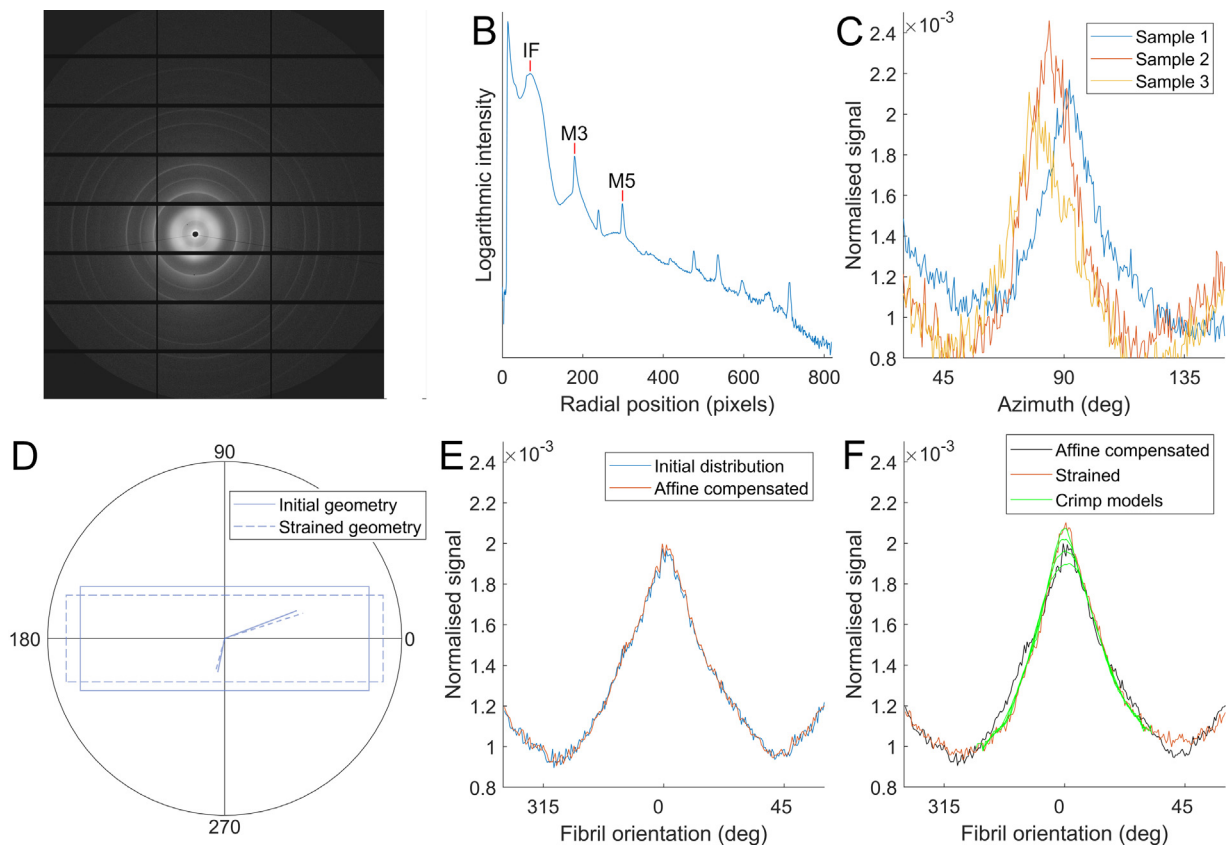 B
Logarithmic intensity
IF
M3
M5
0
200
400
600
800
Radial position (pixels)
C
×10⁻³
Normalised signal
2.4
2.2
2
1.8
1.6
1.4
1.2
1
0.8
Sample 1
Sample 2
Sample 3
45
90
135
Azimuth (deg)
D
90
180
0
270
Initial geometry
Strained geometry
E
×10⁻³
Normalised signal
2.4
2.2
2
1.8
1.6
1.4
1.2
1
0.8
Initial distribution
Affine compensated
315
0
45
Fibril orientation (deg)
F
×10⁻³
Normalised signal
2.4
2.2
2
1.8
1.6
1.4
1.2
1
0.8
Affine compensated
Strained
Crimp models
315
0
45
Fibril orientation (deg)